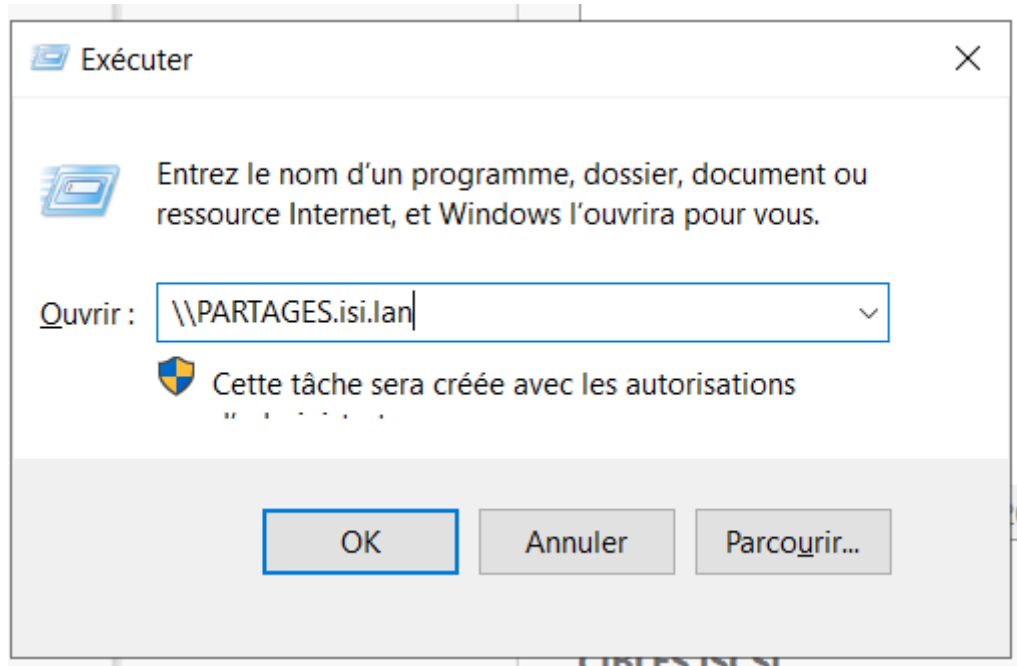 Exécuter
Entrez le nom d'un programme, dossier, document ou
ressource Internet, et Windows l'ouvrira pour vous.
Ouvrir :
\\PARTAGES.isi.lan
Cette tâche sera créée avec les autorisations
OK
Annuler
Parcourir...